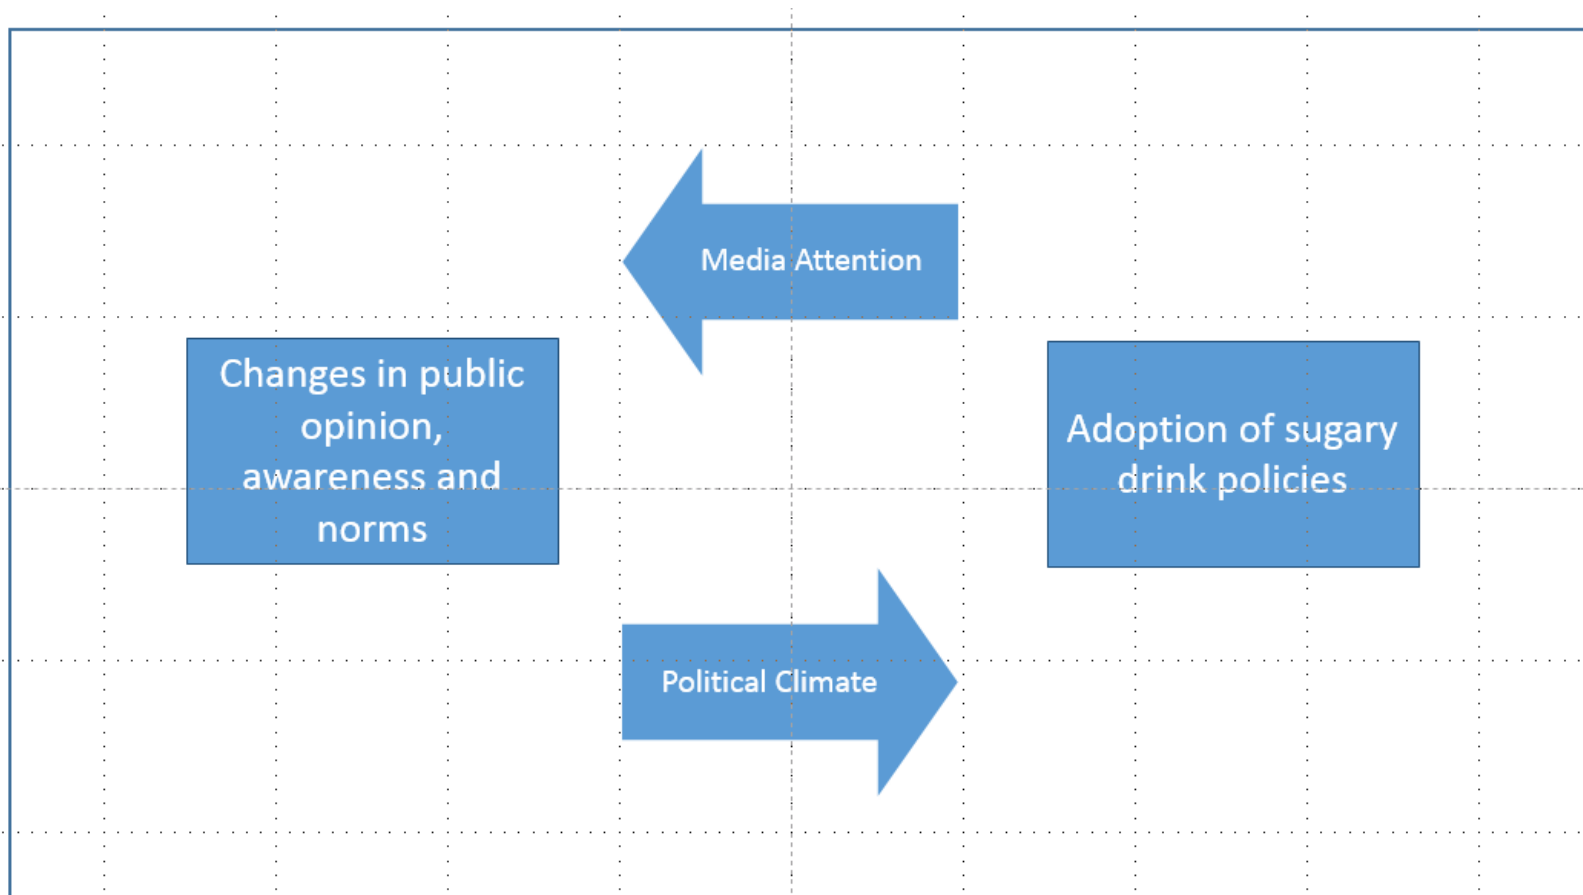 Media Attention
Changes in public
opinion,
awareness and
norms
Adoption of sugary
drink policies
Political Climate